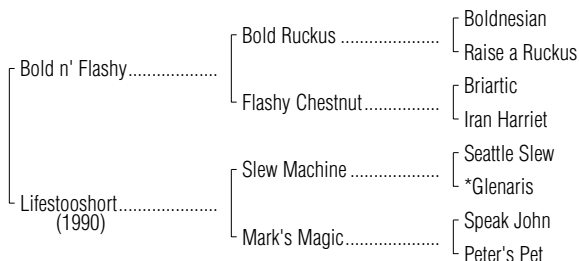 Boldnesian
Bold Ruckus ....................
Raise a Ruckus
Bold n' Flashy..................
Briartic
Flashy Chestnut...............
Iran Harriet
Seattle Slew
Slew Machine ..................
*Glenaris
Lifestooshort....................
(1990)
Speak John
Mark's Magic...................
Peter's Pet